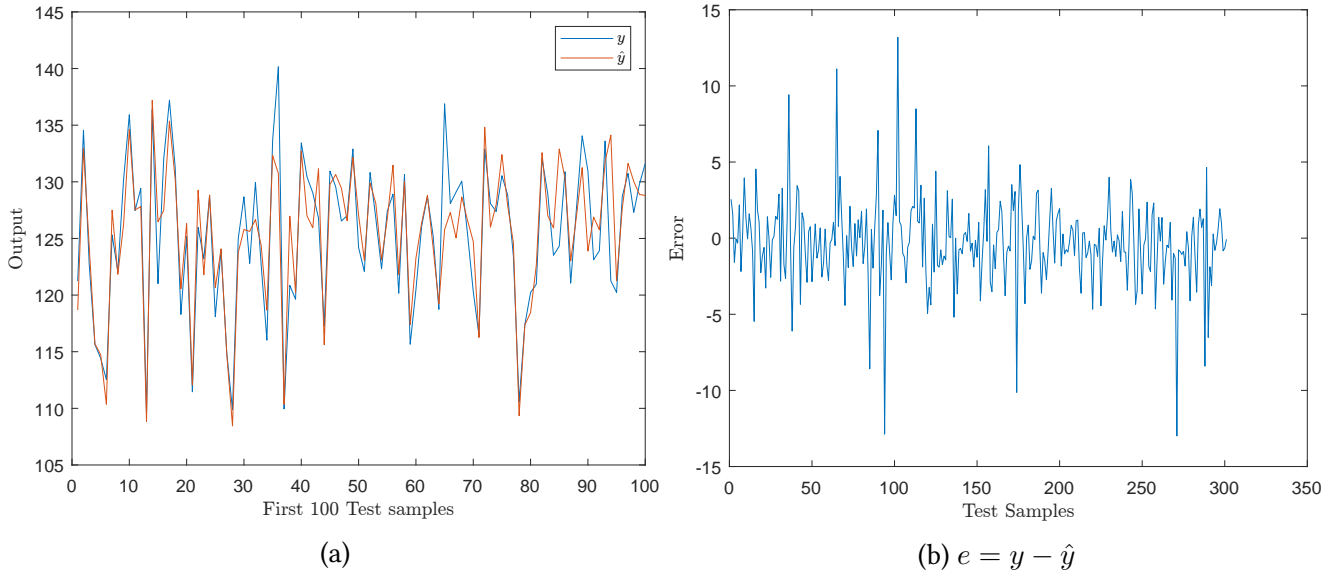 145
140
135
130
125
120
115
110
105
Output
0 10 20 30 40 50 60 70 80 90 100
First 100 Test samples
y
ŷ
(a)
15
10
5
0
-5
-10
-15
Error
0 50 100 150 200 250 300 350
Test Samples
(b) e = y − ŷ